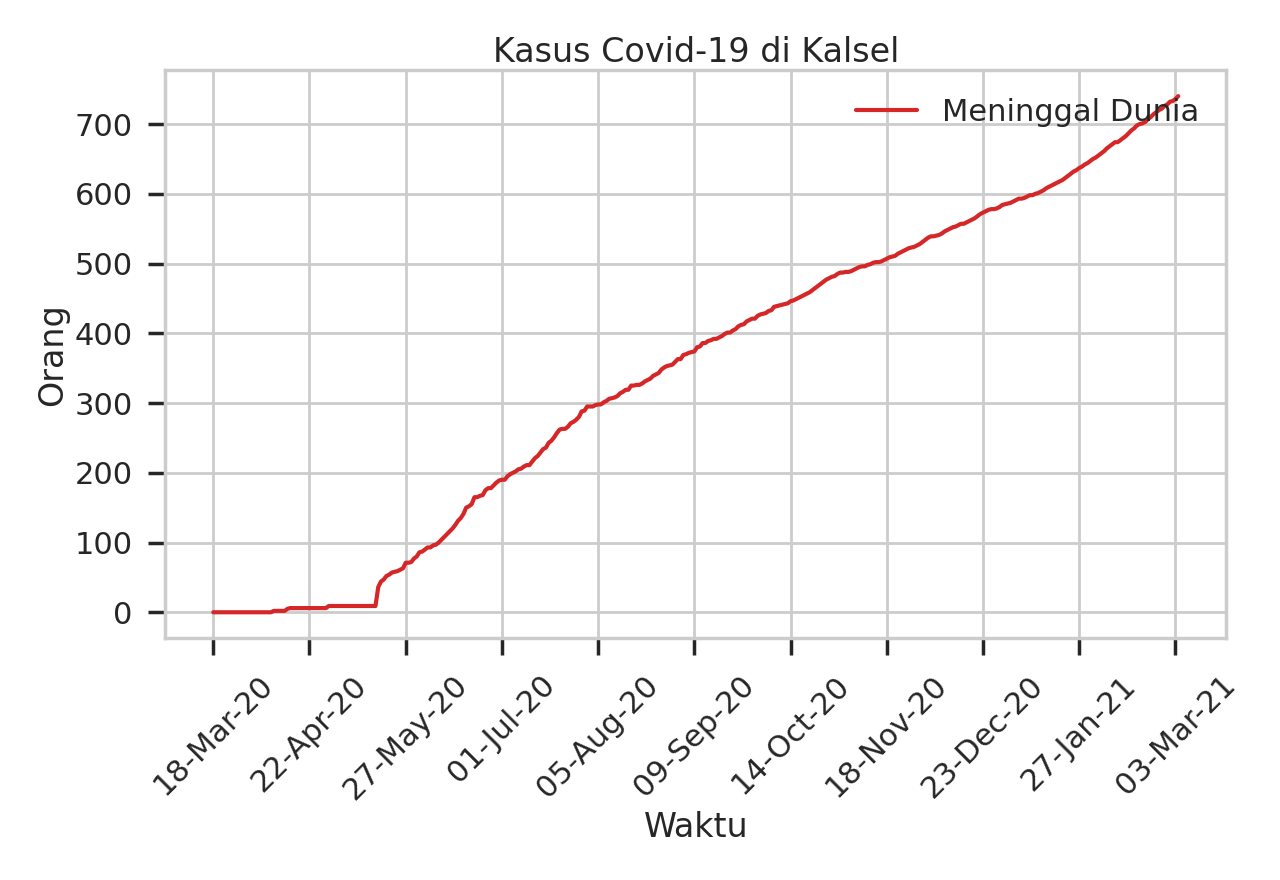 Kasus Covid-19 di Kalsel
Meninggal Dunia
Orang
700
600
500
400
300
200
100
0
18-Mar-20
22-Apr-20
27-May-20
01-Jul-20
05-Aug-20
09-Sep-20
14-Oct-20
18-Nov-20
23-Dec-20
27-Jan-21
03-Mar-21
Waktu